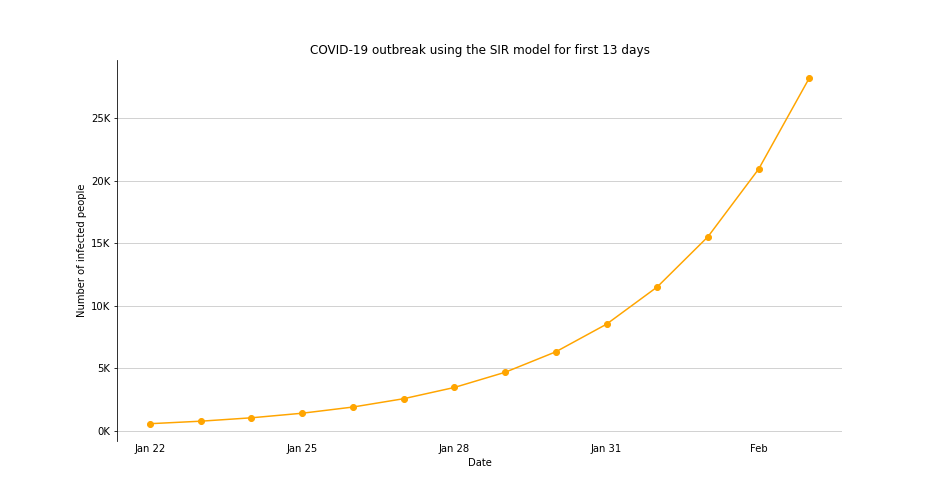 COVID-19 outbreak using the SIR model for first 13 days
25K
20K
15K
10K
5K
0K
Number of infected people
Jan 22
Jan 25
Jan 28
Jan 31
Feb
Date